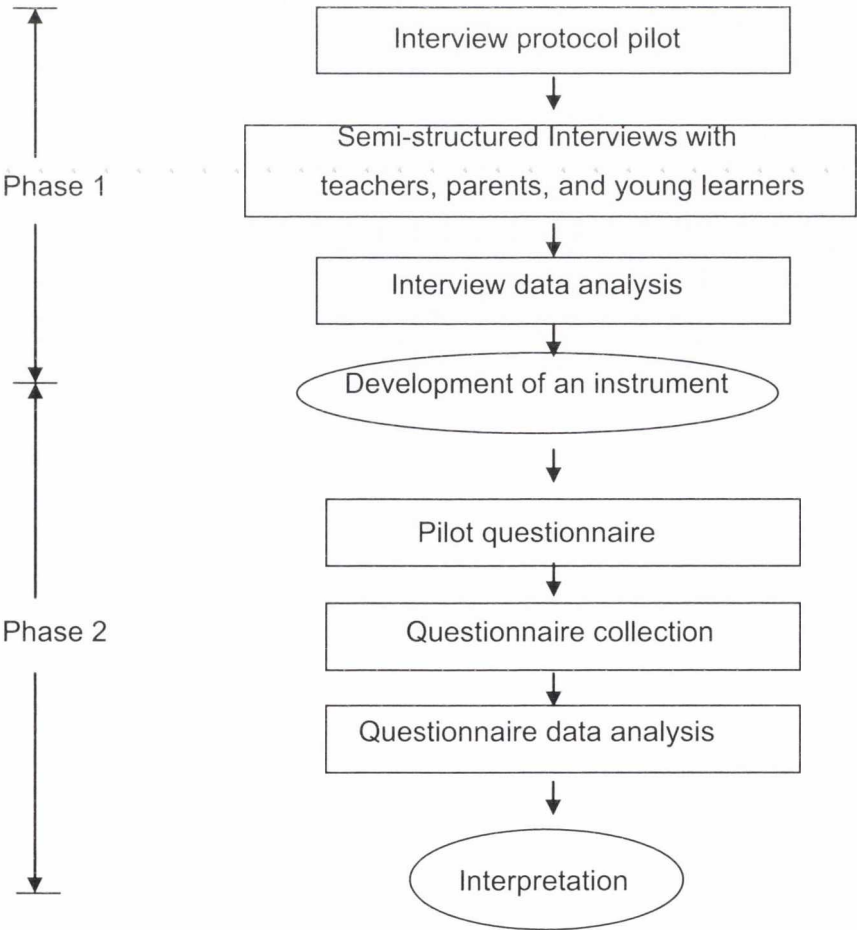 Interview protocol pilot
Semi-structured Interviews with
teachers, parents, and young learners
Phase 1
Interview data analysis
Development of an instrument
Pilot questionnaire
Phase 2
Questionnaire collection
Questionnaire data analysis
Interpretation